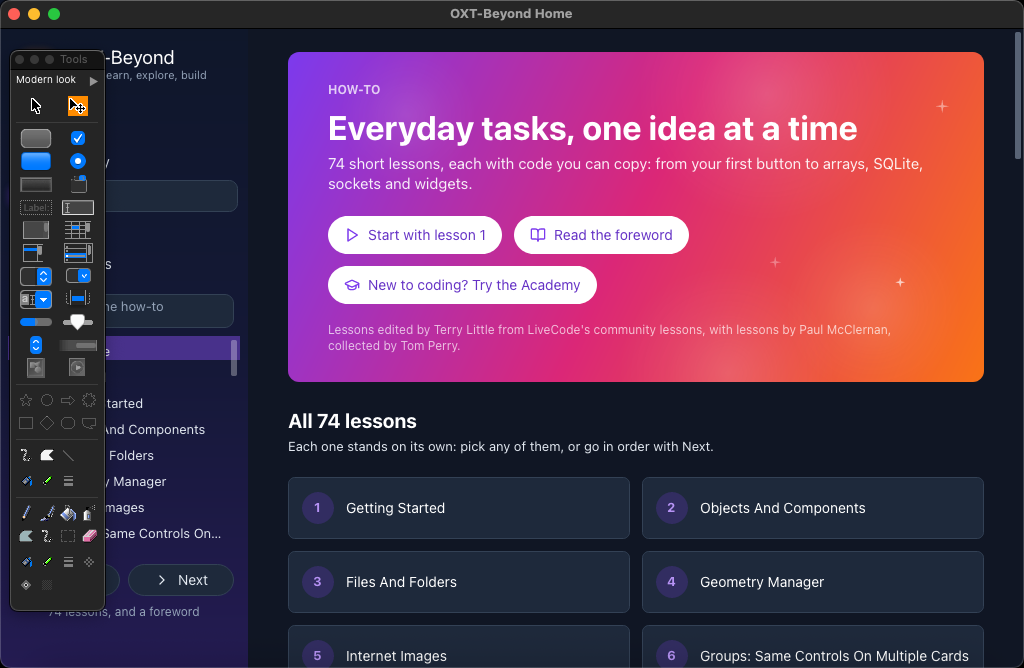 OXT-Beyond Home
Tools
Modern look
Label:
-Beyond
earn, explore, build
he how-to
tarted
And Components
Folders
y Manager
mages
Same Controls On...
Next
74 lessons, and a foreword
HOW-TO
Everyday tasks, one idea at a time
74 short lessons, each with code you can copy: from your first button to arrays, SQLite,
sockets and widgets.
Start with lesson 1
Read the foreword
New to coding? Try the Academy
Lessons edited by Terry Little from LiveCode's community lessons, with lessons by Paul McClernan,
collected by Tom Perry.
All 74 lessons
Each one stands on its own: pick any of them, or go in order with Next.
1 Getting Started
2 Objects And Components
3 Files And Folders
4 Geometry Manager
5 Internet Images
6 Groups: Same Controls On Multiple Cards